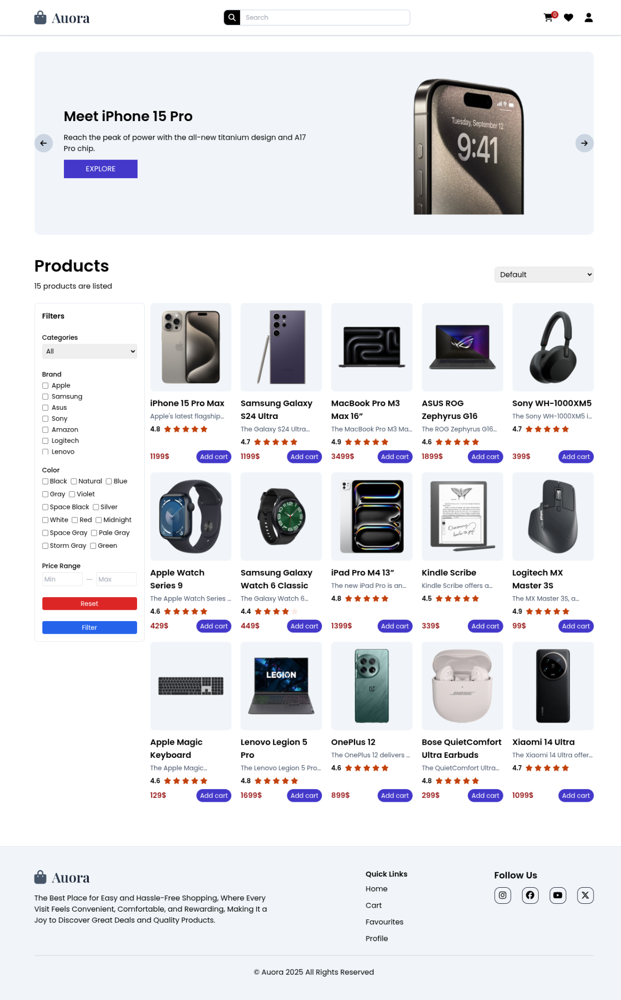 Auora
Search
0
Meet iPhone 15 Pro
Reach the peak of power with the all-new titanium design and A17
Pro chip.
EXPLORE
Tuesday, September 12
9:41
Products
15 products are listed
Default
Filters
Categories
All
Brand
Apple
Samsung
Asus
Sony
Amazon
Logitech
Lenovo
Color
Black Natural Blue
Gray Violet
Space Black Silver
White Red Midnight
Space Gray Pale Gray
Storm Gray Green
Price Range
Min — Max
Reset
Filter
iPhone 15 Pro Max
Apple's latest flagship...
4.8
1199$ Add cart
Samsung Galaxy
S24 Ultra
The Galaxy S24 Ultra...
4.7
1199$ Add cart
MacBook Pro M3
Max 16”
The MacBook Pro M3 Ma...
4.9
3499$ Add cart
ASUS ROG
Zephyrus G16
The ROG Zephyrus G16...
4.6
1899$ Add cart
Sony WH-1000XM5
The Sony WH-1000XM5 i...
4.7
399$ Add cart
Apple Watch
Series 9
The Apple Watch Series ...
4.6
429$ Add cart
Samsung Galaxy
Watch 6 Classic
The Galaxy Watch 6...
4.4
449$ Add cart
iPad Pro M4 13”
The new iPad Pro is an...
4.8
1399$ Add cart
Discovery
leads to joy
Kindle Scribe
Kindle Scribe offers a...
4.5
339$ Add cart
Logitech MX
Master 3S
The MX Master 3S, a...
4.9
99$ Add cart
Apple Magic
Keyboard
The Apple Magic...
4.6
129$ Add cart
LEGION
Lenovo Legion 5
Pro
The Lenovo Legion 5 Pro...
4.8
1699$ Add cart
OnePlus 12
The OnePlus 12 delivers ...
4.6
899$ Add cart
BOSE
Bose QuietComfort
Ultra Earbuds
The QuietComfort Ultra...
4.8
299$ Add cart
Xiaomi 14 Ultra
The Xiaomi 14 Ultra offer...
4.7
1099$ Add cart
Auora
The Best Place for Easy and Hassle-Free Shopping, Where Every
Visit Feels Convenient, Comfortable, and Rewarding, Making It a
Joy to Discover Great Deals and Quality Products.
Quick Links
Home
Cart
Favourites
Profile
Follow Us
© Auora 2025 All Rights Reserved